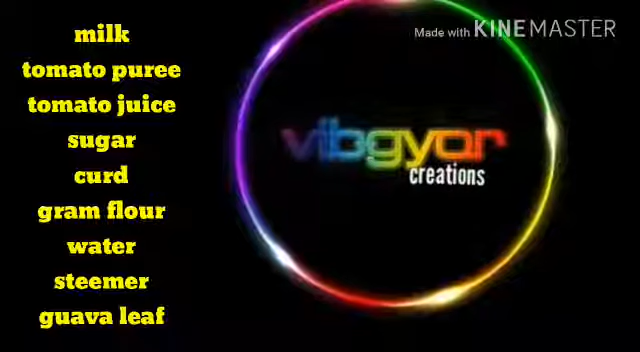 milk
tomato puree
tomato juice
sugar
curd
gram flour
water
steemer
guava leaf
Made with KINEMASTER
vibgyor
creations